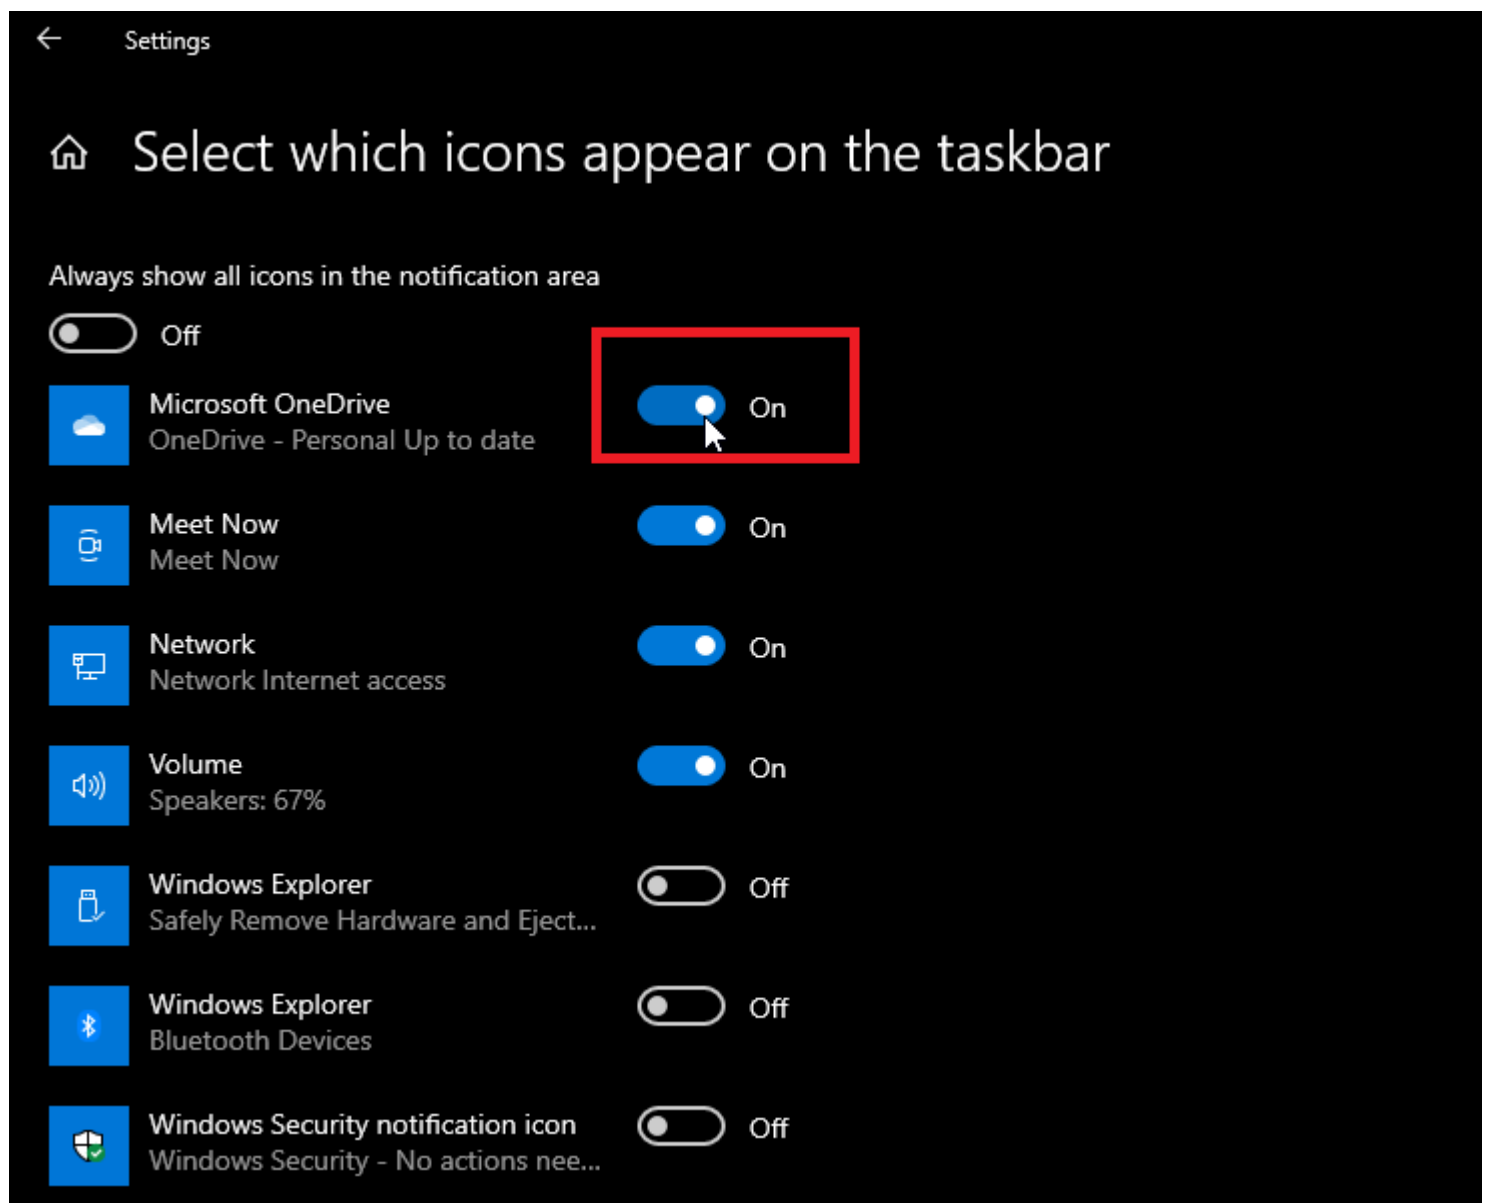 Settings
Select which icons appear on the taskbar
Always show all icons in the notification area
Off
Microsoft OneDrive
On
OneDrive - Personal Up to date
Meet Now
On
Meet Now
Network
On
Network Internet access
Volume
On
Speakers: 67%
Windows Explorer
Off
Safely Remove Hardware and Eject...
Windows Explorer
Off
Bluetooth Devices
Windows Security notification icon
Off
Windows Security - No actions nee...